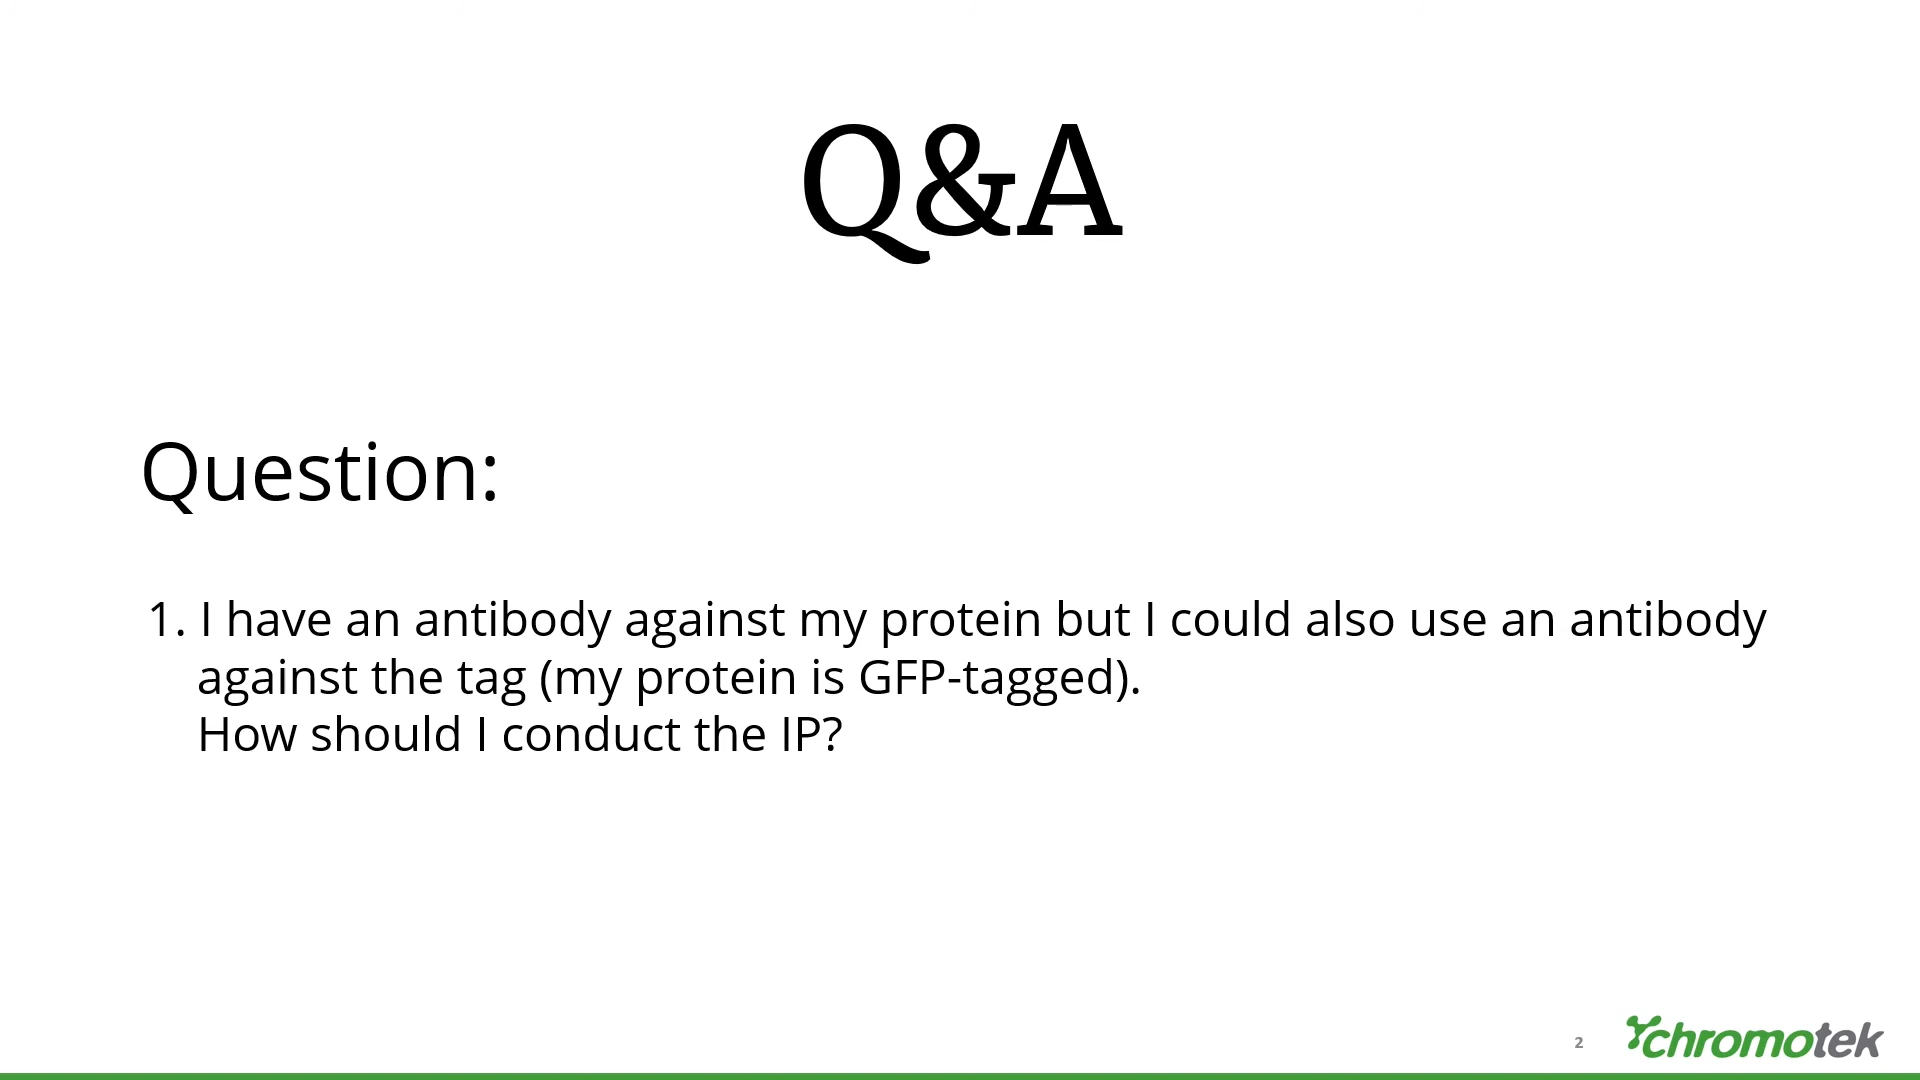 Q&A
Question:
1. I have an antibody against my protein but I could also use an antibody
against the tag (my protein is GFP-tagged).
How should I conduct the IP?
2
chromotek